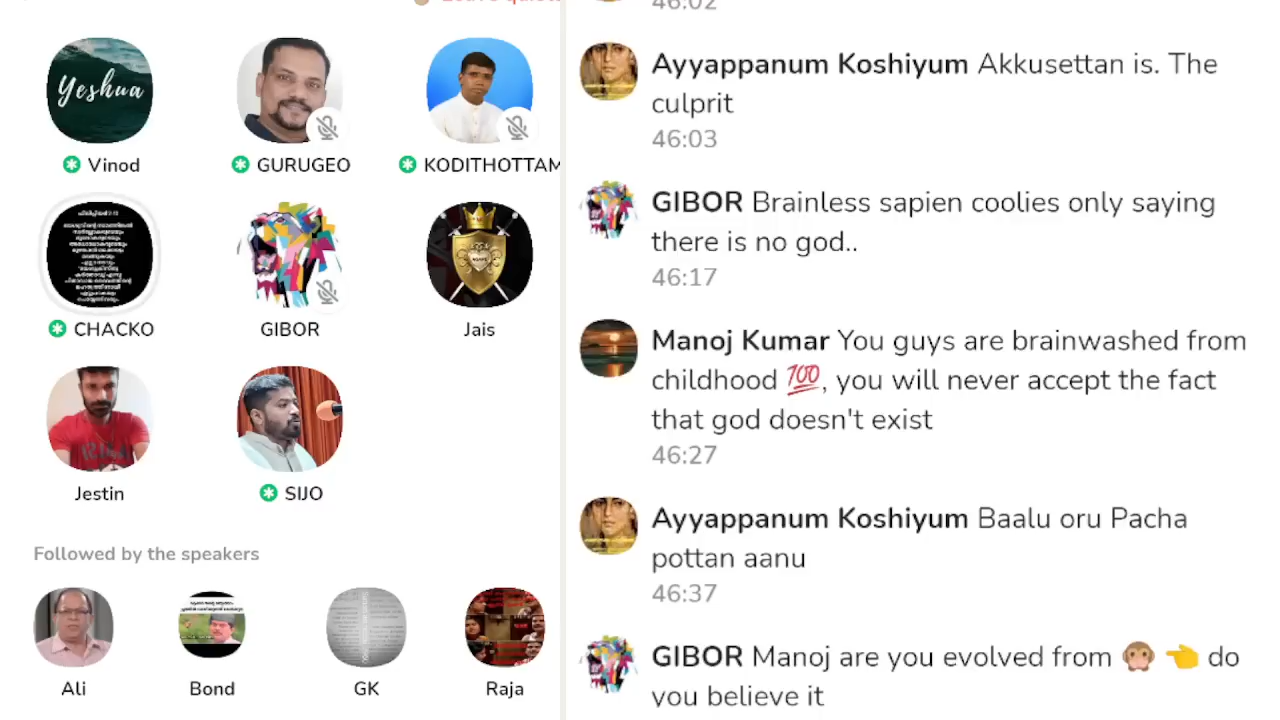 Yeshua
Vinod
GURUGEO
KODITHOTTAM
CHACKO
GIBOR
Jais
Jestin
SIJO
Followed by the speakers
Ali
Bond
GK
Raja
46:02
Ayyappanum Koshiyum Akkusettan is. The
culprit
46:03
GIBOR Brainless sapien coolies only saying
there is no god..
46:17
Manoj Kumar You guys are brainwashed from
childhood 💯, you will never accept the fact
that god doesn't exist
46:27
Ayyappanum Koshiyum Baalu oru Pacha
pottan aanu
46:37
GIBOR Manoj are you evolved from 🐵 👈 do
you believe it